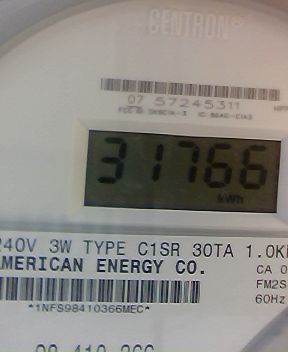 CENTRON
07 57245311
31766
kWh
240V 3W TYPE C1SR 30TA 1.0K
AMERICAN ENERGY CO.
CA 0
FM2S
60Hz
*1NFS98410366MEC*